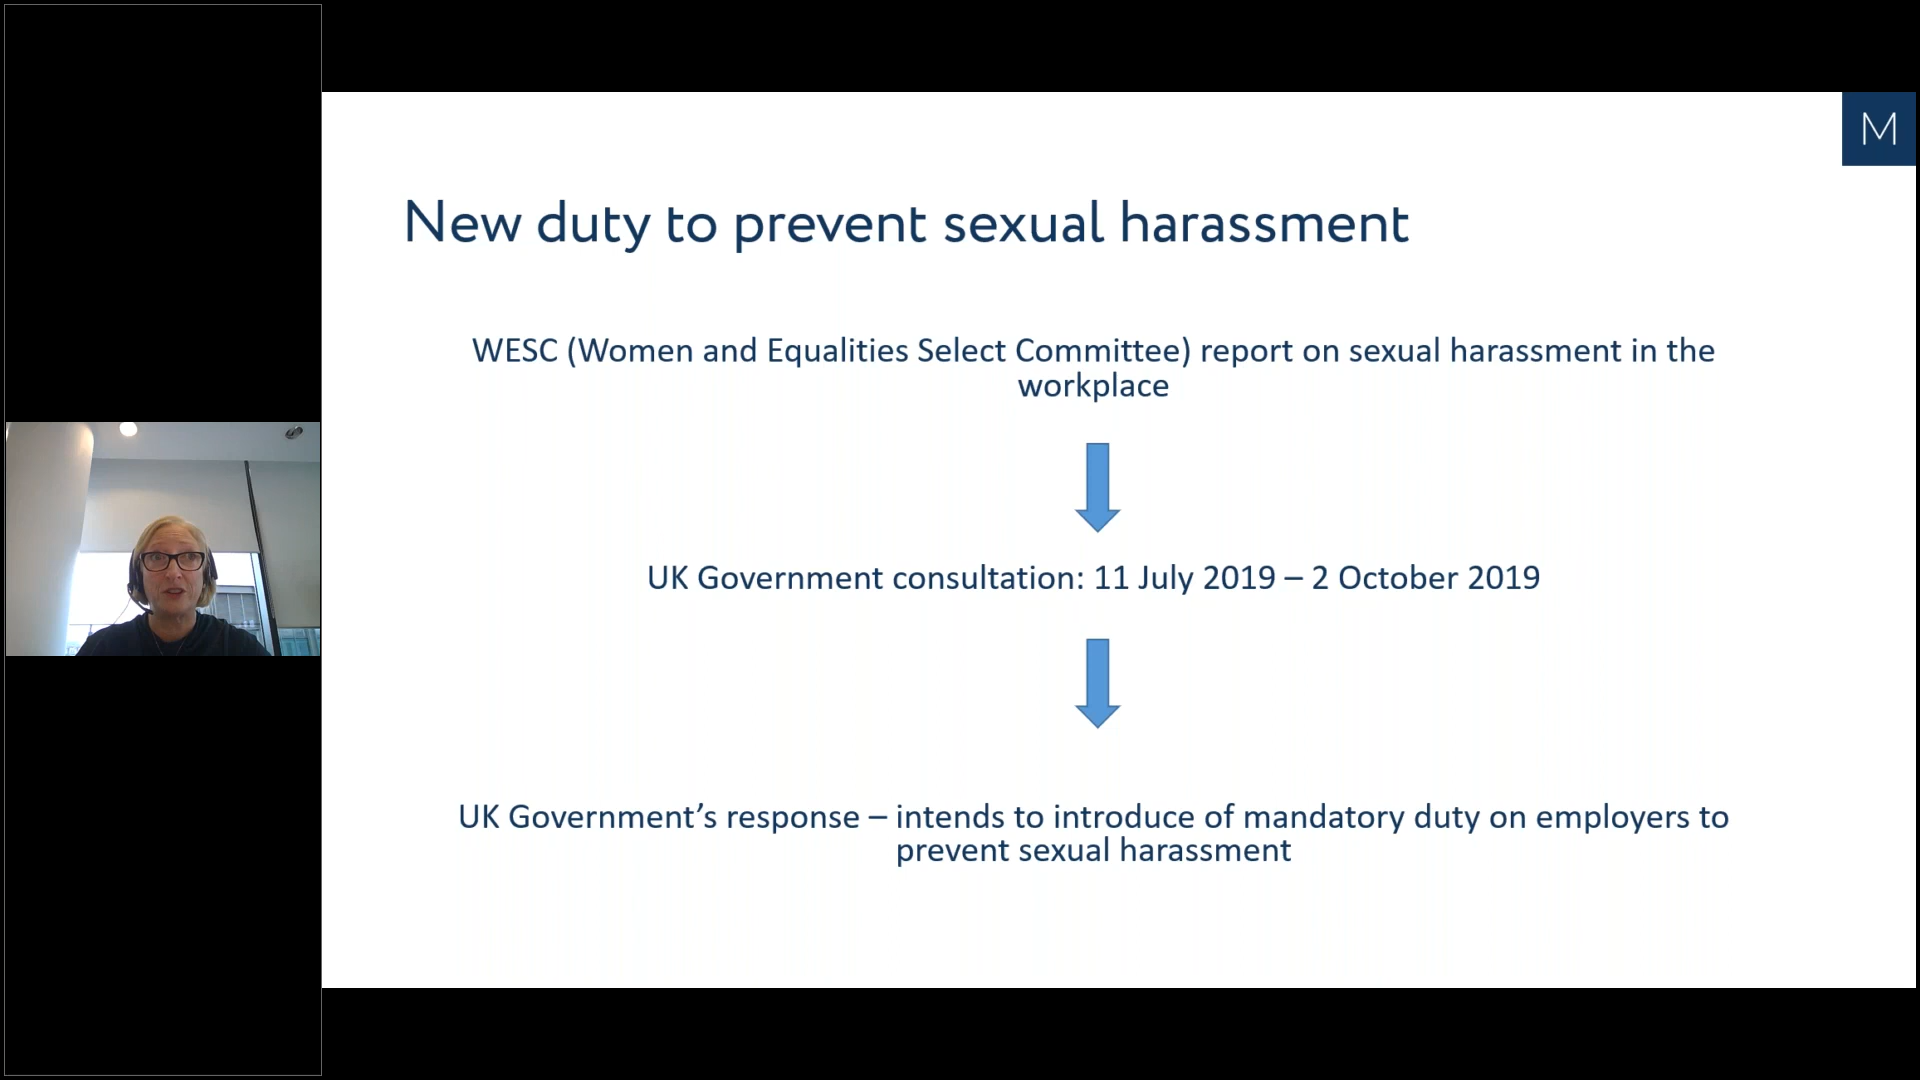 M
New duty to prevent sexual harassment
WESC (Women and Equalities Select Committee) report on sexual harassment in the
workplace
UK Government consultation: 11 July 2019 – 2 October 2019
UK Government’s response – intends to introduce of mandatory duty on employers to
prevent sexual harassment